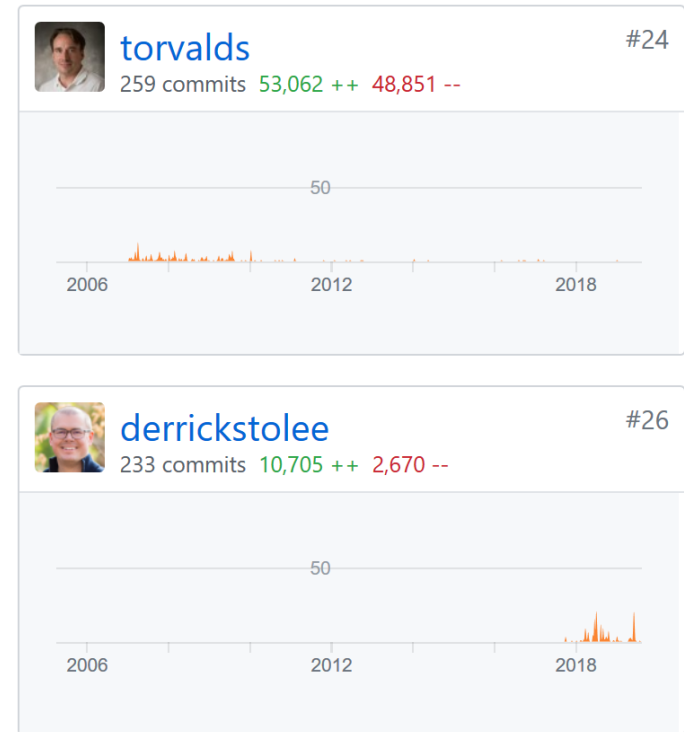 torvalds
#24
259 commits 53,062 ++ 48,851 --
50
2006 2012 2018
derrickstolee
#26
233 commits 10,705 ++ 2,670 --
50
2006 2012 2018